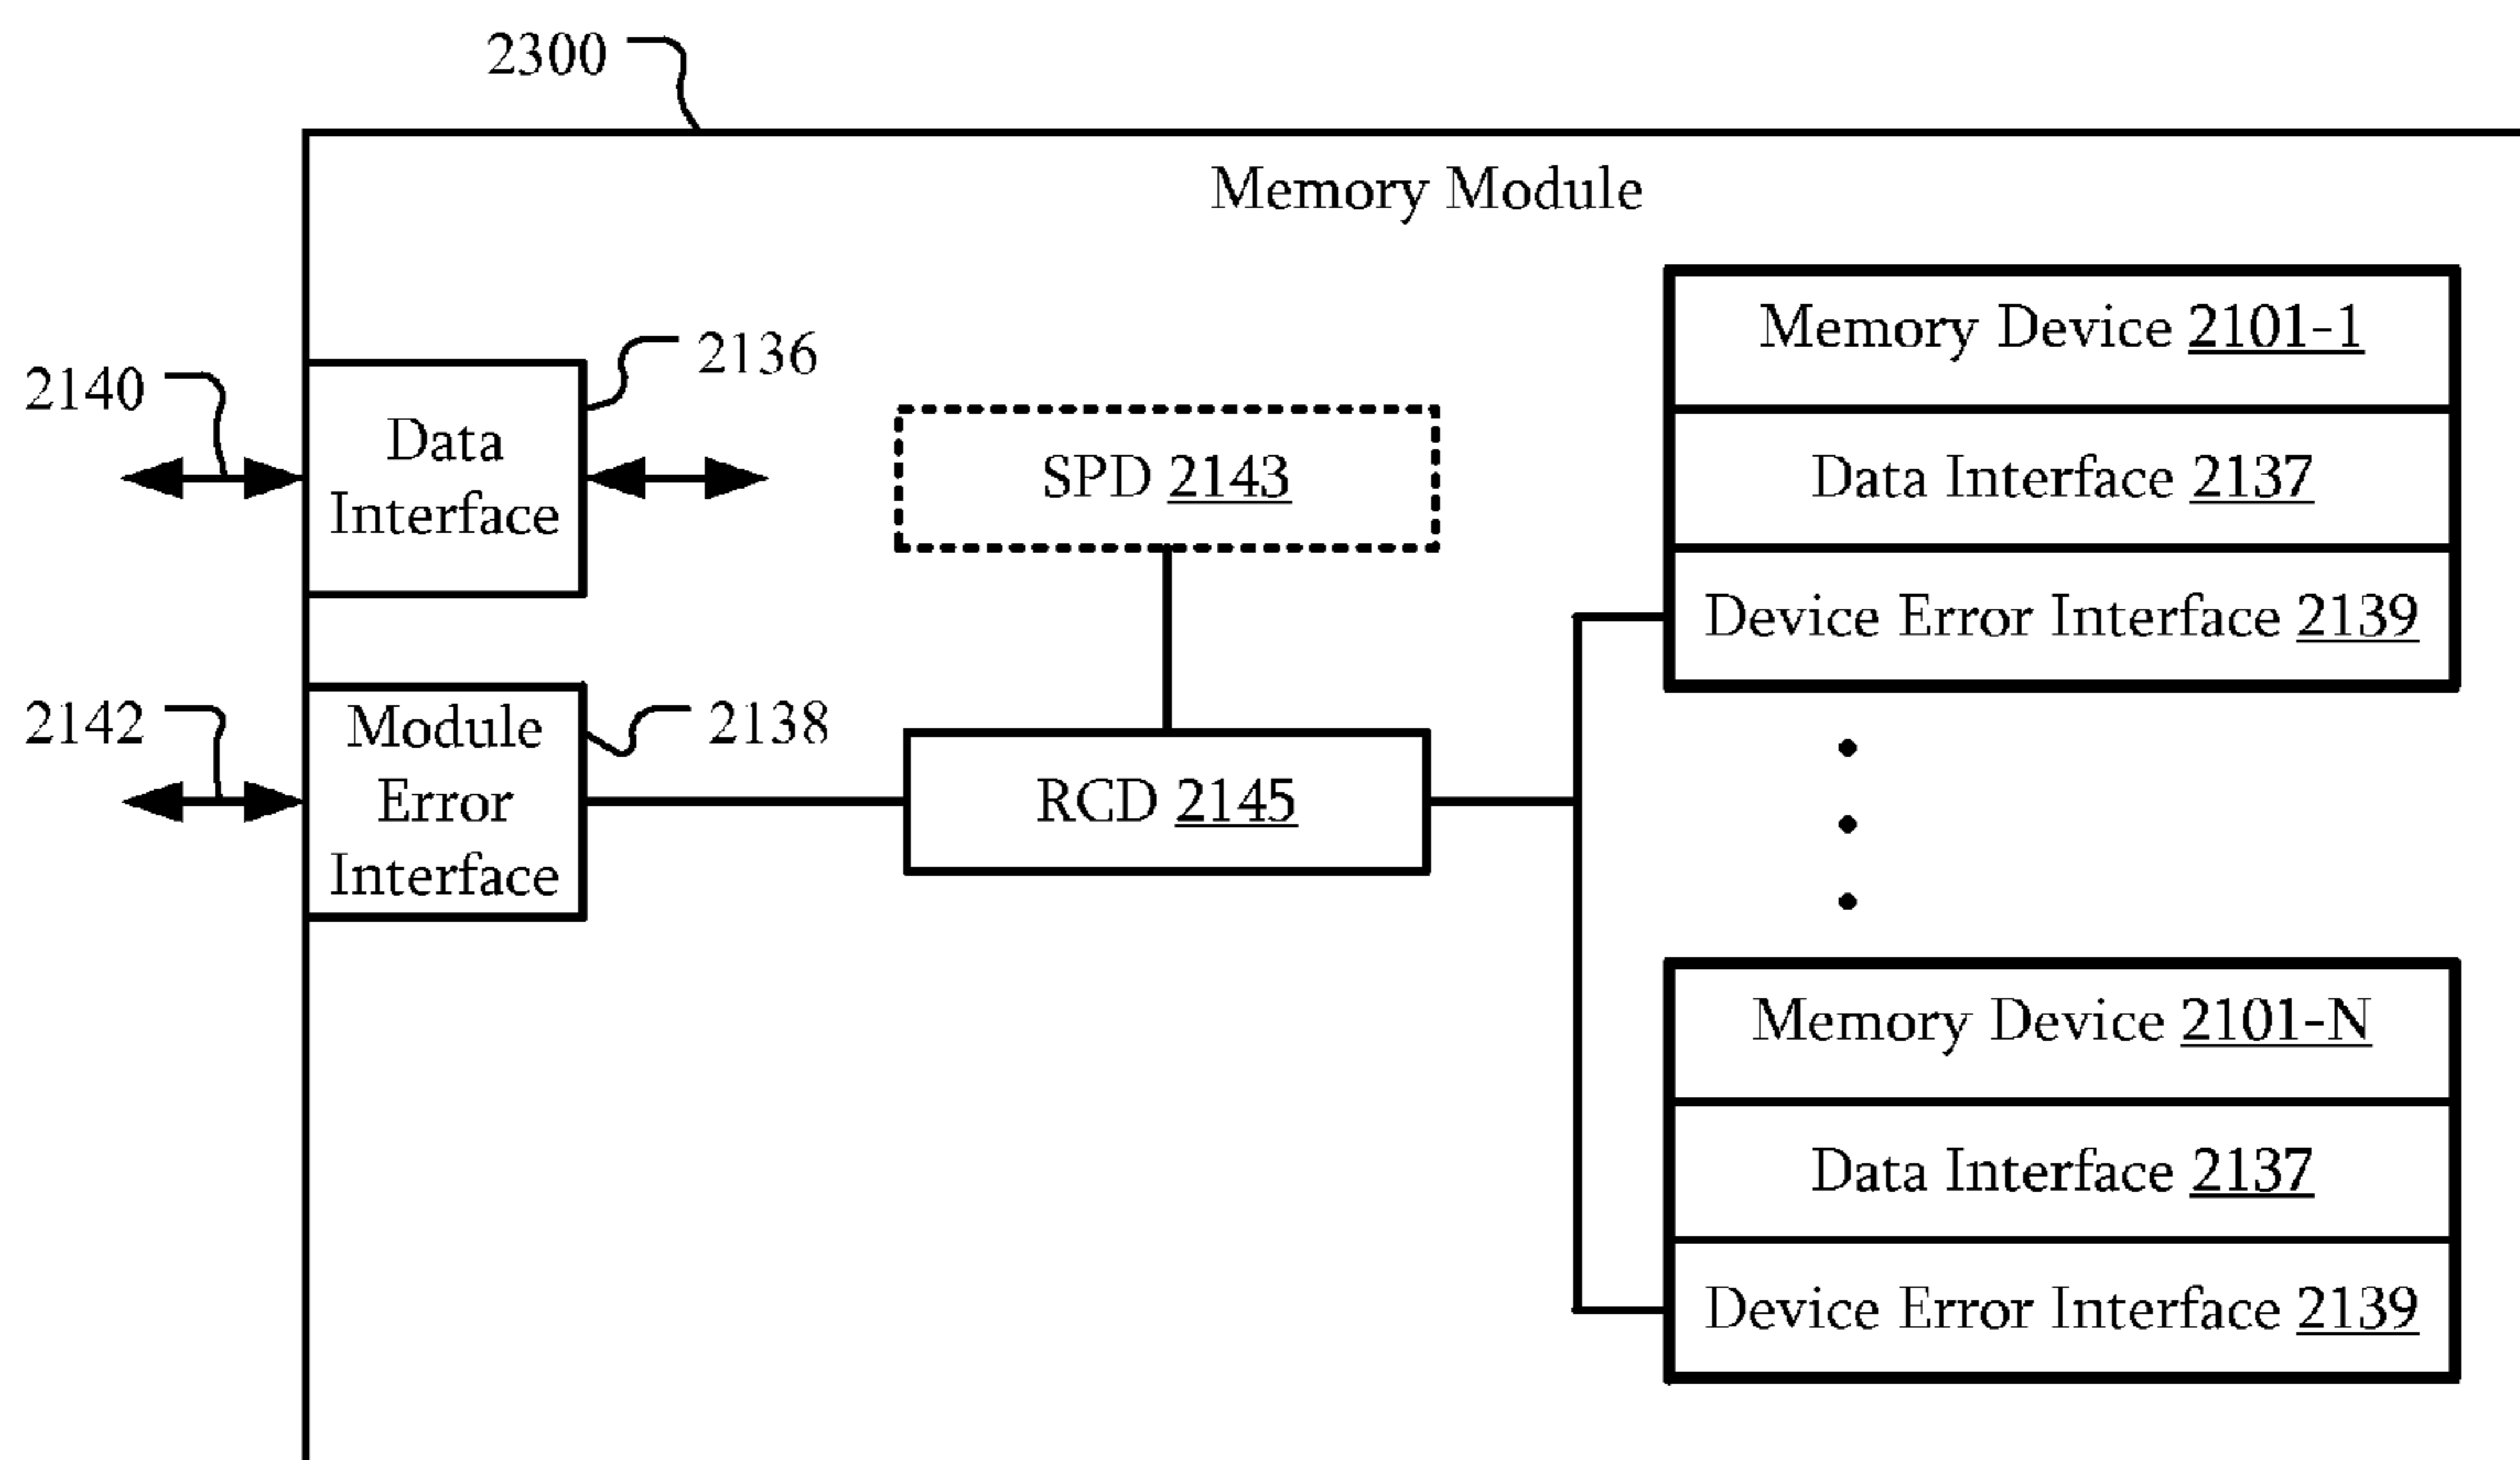 2300
Memory Module
2140
2136
Data
Interface
SPD 2143
Memory Device 2101-1
Data Interface 2137
Device Error Interface 2139
2142
2138
Module
Error
Interface
RCD 2145
Memory Device 2101-N
Data Interface 2137
Device Error Interface 2139